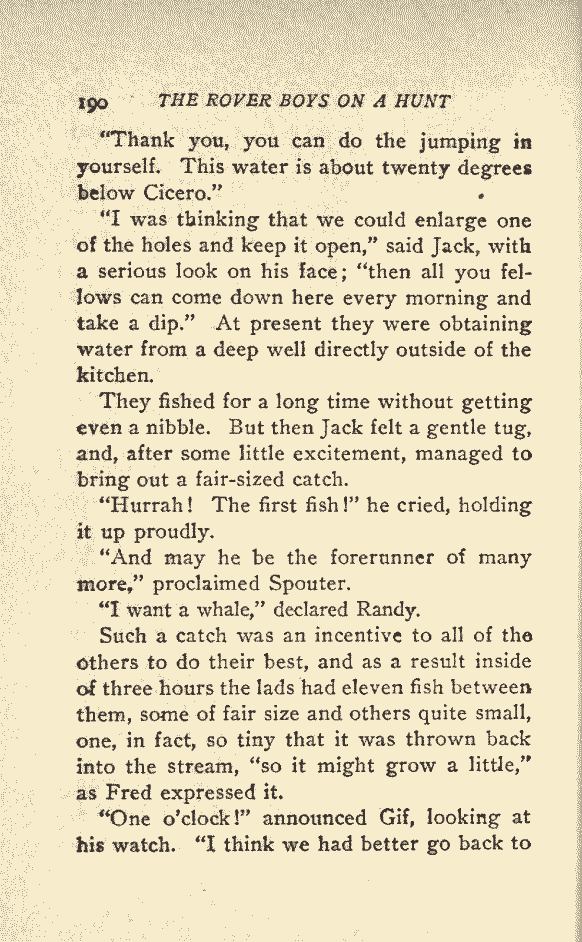 190 THE ROVER BOYS ON A HUNT
"Thank you, you can do the jumping in
yourself. This water is about twenty degrees
below Cicero."
"I was thinking that we could enlarge one
of the holes and keep it open," said Jack, with
a serious look on his face; "then all you fel-
lows can come down here every morning and
take a dip." At present they were obtaining
water from a deep well directly outside of the
kitchen.
They fished for a long time without getting
even a nibble. But then Jack felt a gentle tug,
and, after some little excitement, managed to
bring out a fair-sized catch.
"Hurrah! The first fish!" he cried, holding
it up proudly.
"And may he be the forerunner of many
more," proclaimed Spouter.
"I want a whale," declared Randy.
Such a catch was an incentive to all of the
others to do their best, and as a result inside
of three hours the lads had eleven fish between
them, some of fair size and others quite small,
one, in fact, so tiny that it was thrown back
into the stream, "so it might grow a little,"
as Fred expressed it.
"One o'clock!" announced Gif, looking at
his watch. "I think we had better go back to